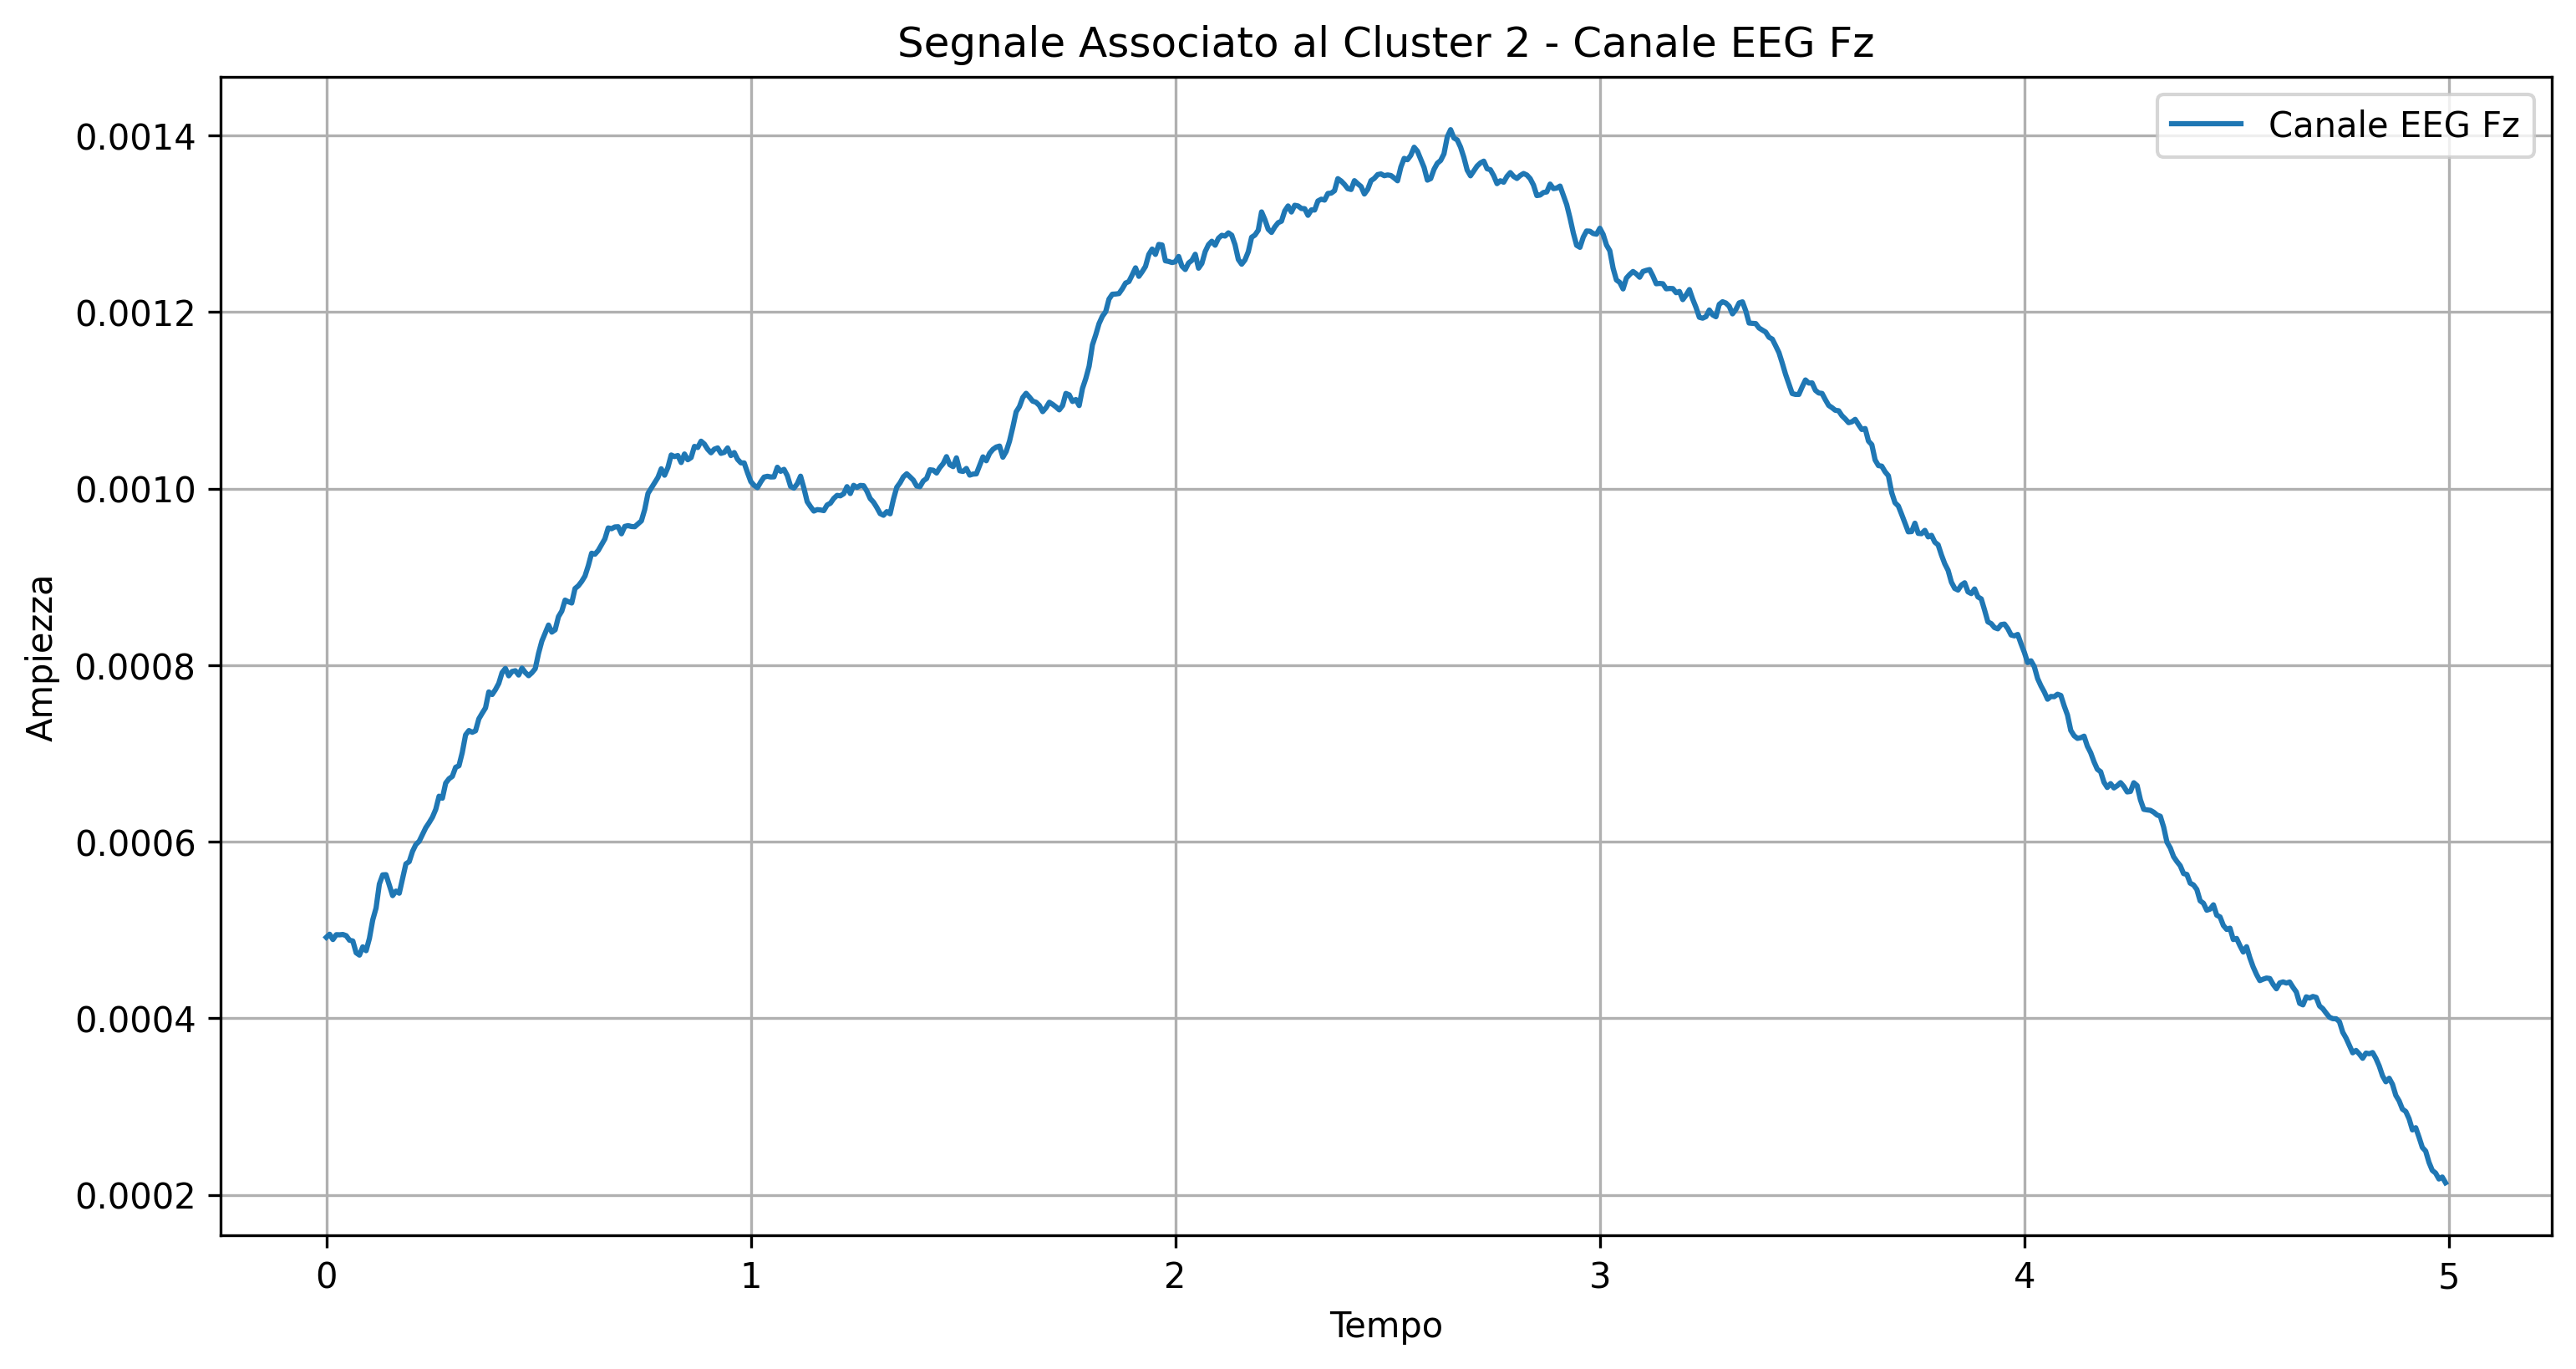 Segnale Associato al Cluster 2 - Canale EEG Fz
Canale EEG Fz
0.0014
0.0012
0.0010
0.0008
0.0006
0.0004
0.0002
Ampiezza
0 1 2 3 4 5
Tempo